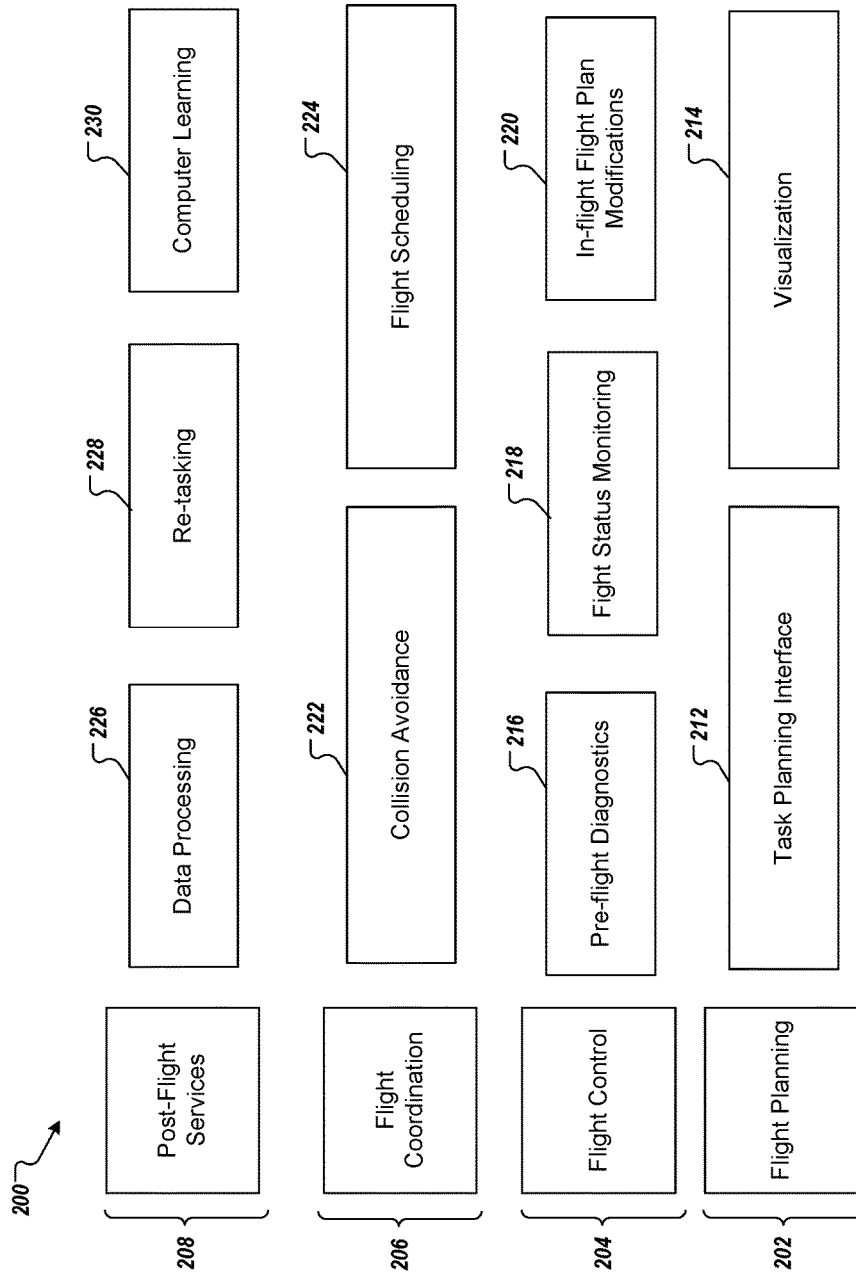 200
208
Post-Flight
Services
226
Data Processing
228
Re-tasking
230
Computer Learning
206
Flight
Coordination
222
Collision Avoidance
224
Flight Scheduling
204
Flight Control
216
Pre-flight Diagnostics
218
Fight Status Monitoring
220
In-flight Flight Plan
Modifications
202
Flight Planning
212
Task Planning Interface
214
Visualization